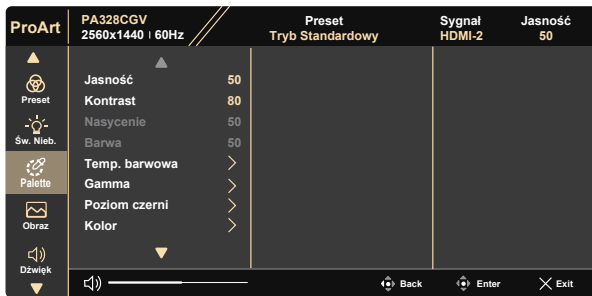 ProArt
PA328CGV
2560x1440 | 60Hz
Preset
Tryb Standardowy
Sygnał
HDMI-2
Jasność
50
Preset
Św. Nieb.
Palette
Obraz
Dźwięk
Jasność 50
Kontrast 80
Nasycenie 50
Barwa 50
Temp. barwowa
Gamma
Poziom czerni
Kolor
Back
Enter
Exit